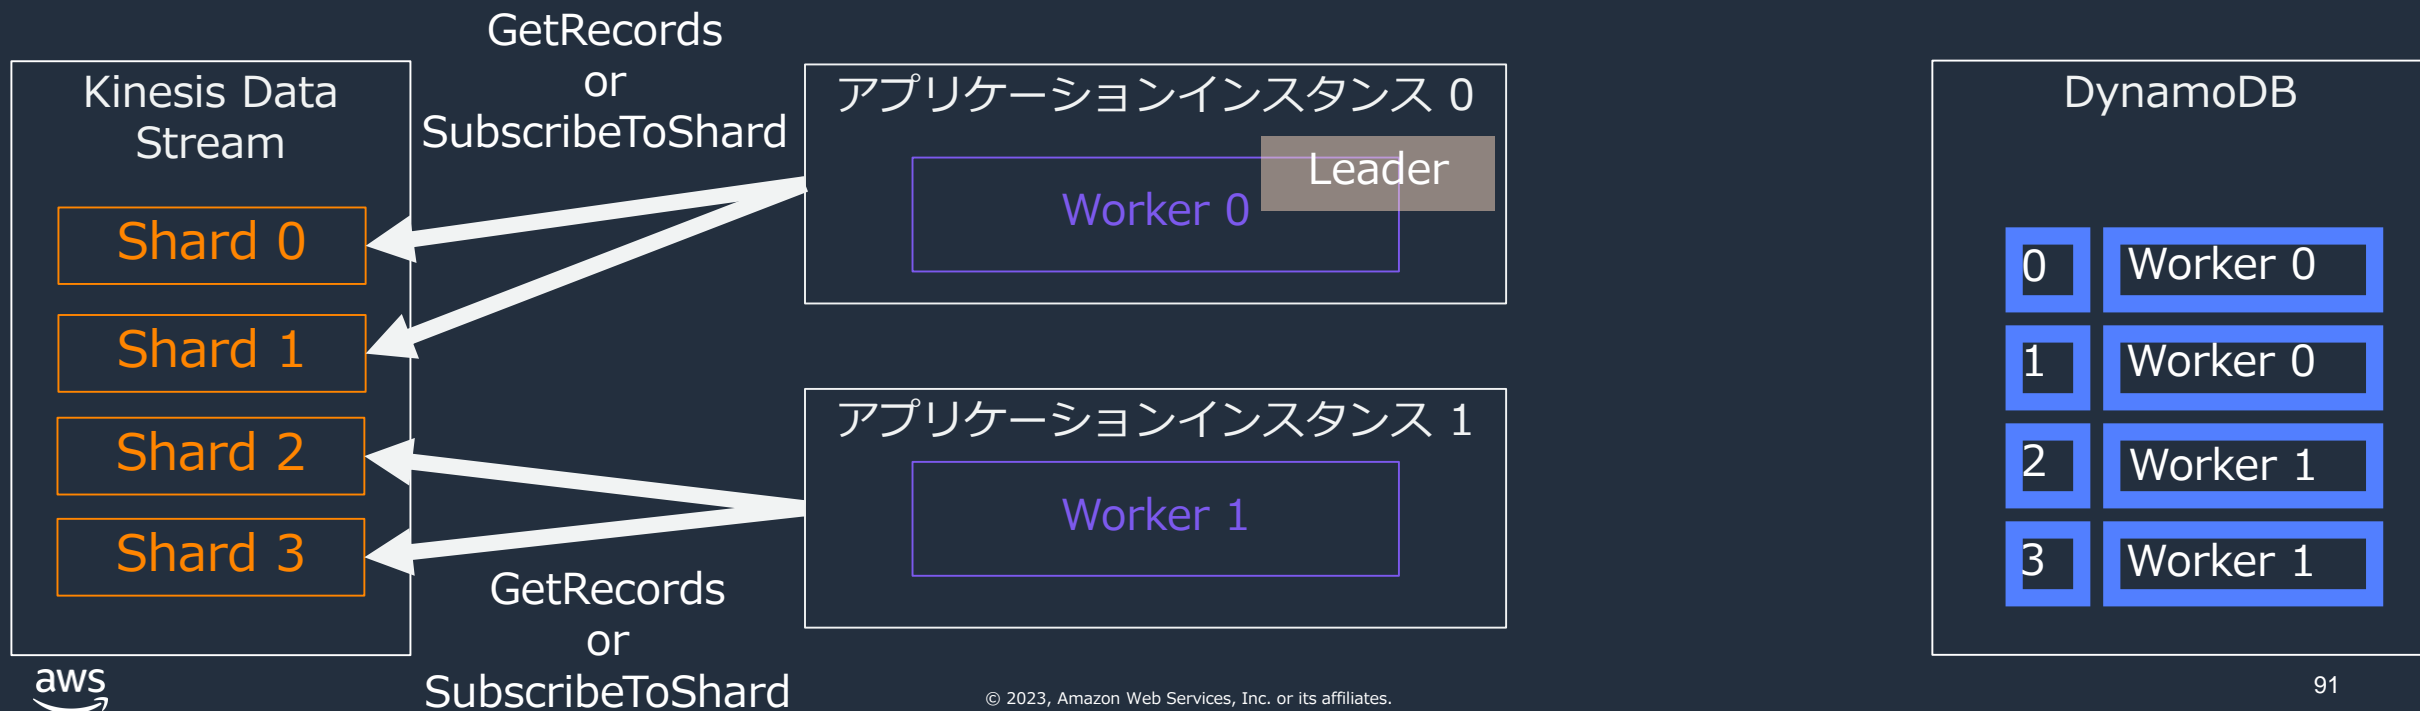 GetRecords
or
SubscribeToShard
Kinesis Data
Stream
Shard 0
Shard 1
Shard 2
Shard 3
GetRecords
or
SubscribeToShard
アプリケーションインスタンス 0
Leader
Worker 0
アプリケーションインスタンス 1
Worker 1
DynamoDB
0 Worker 0
1 Worker 0
2 Worker 1
3 Worker 1
aws
© 2023, Amazon Web Services, Inc. or its affiliates.
91